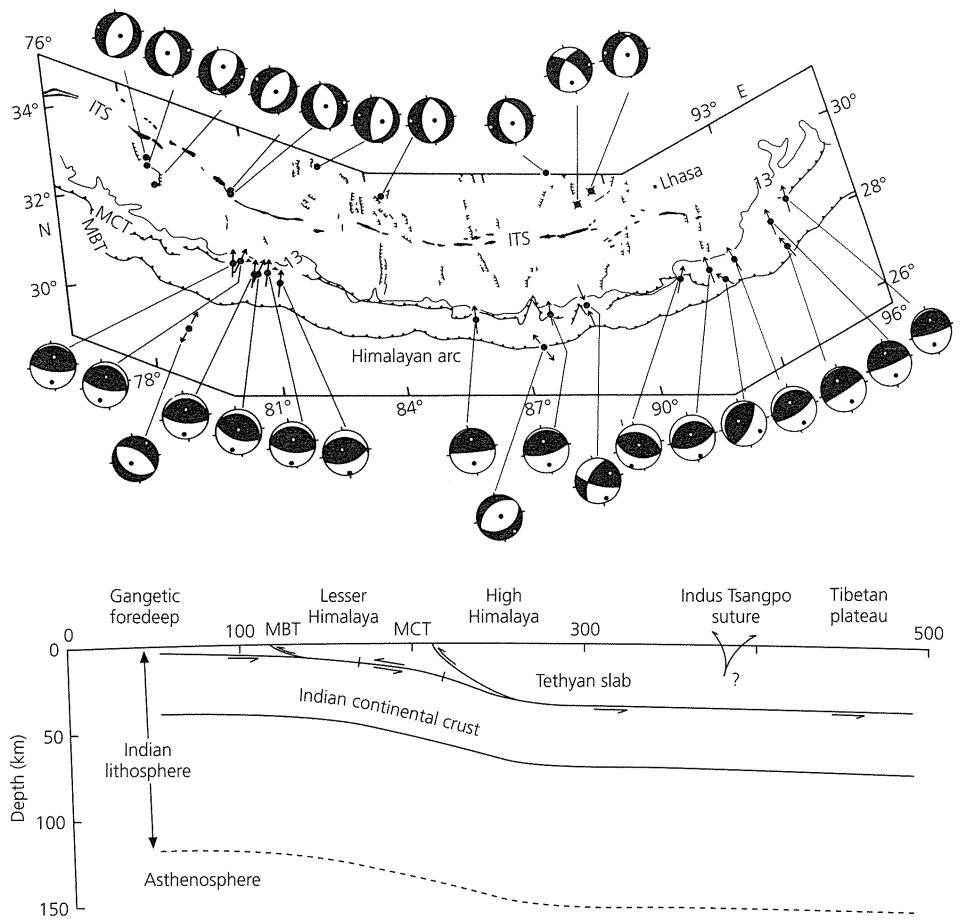 76°
34°
ITS
32°
N
MCT
MBT
30°
13
ITS
Lhasa
93°
E
30°
13
28°
26°
96°
Himalayan arc
78°
81°
84°
87°
90°
Gangetic
foredeep
Lesser
Himalaya
High
Himalaya
Indus Tsangpo
suture
Tibetan
plateau
0
100
MBT
MCT
300
500
0
?
Tethyan slab
Indian continental crust
50
Indian
lithosphere
Depth (km)
100
Asthenosphere
150